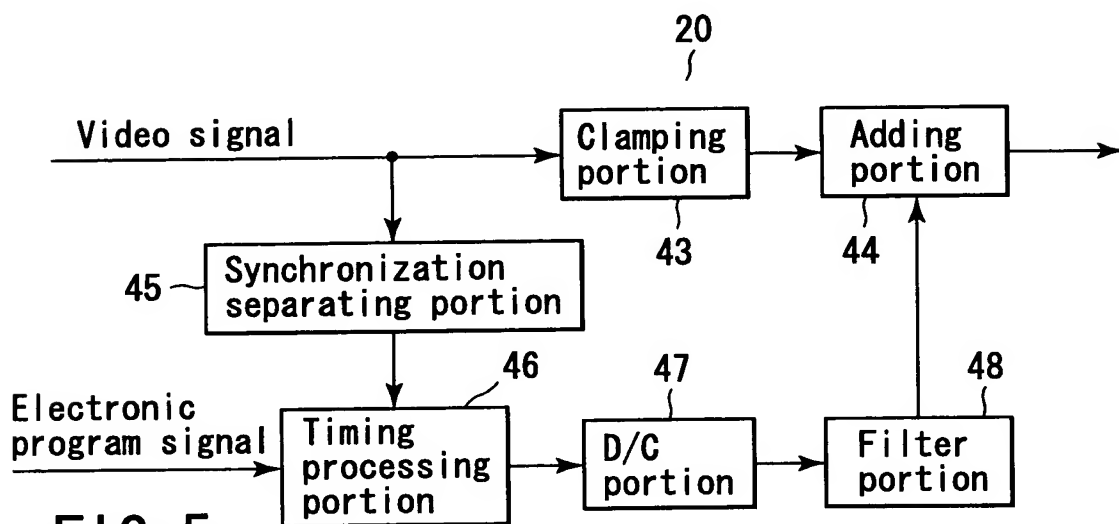 20
Video signal
Clamping
portion
43
Adding
portion
44
45
Synchronization
separating portion
46
47
48
Electronic
program signal
Timing
processing
portion
D/C
portion
Filter
portion
FIG.5